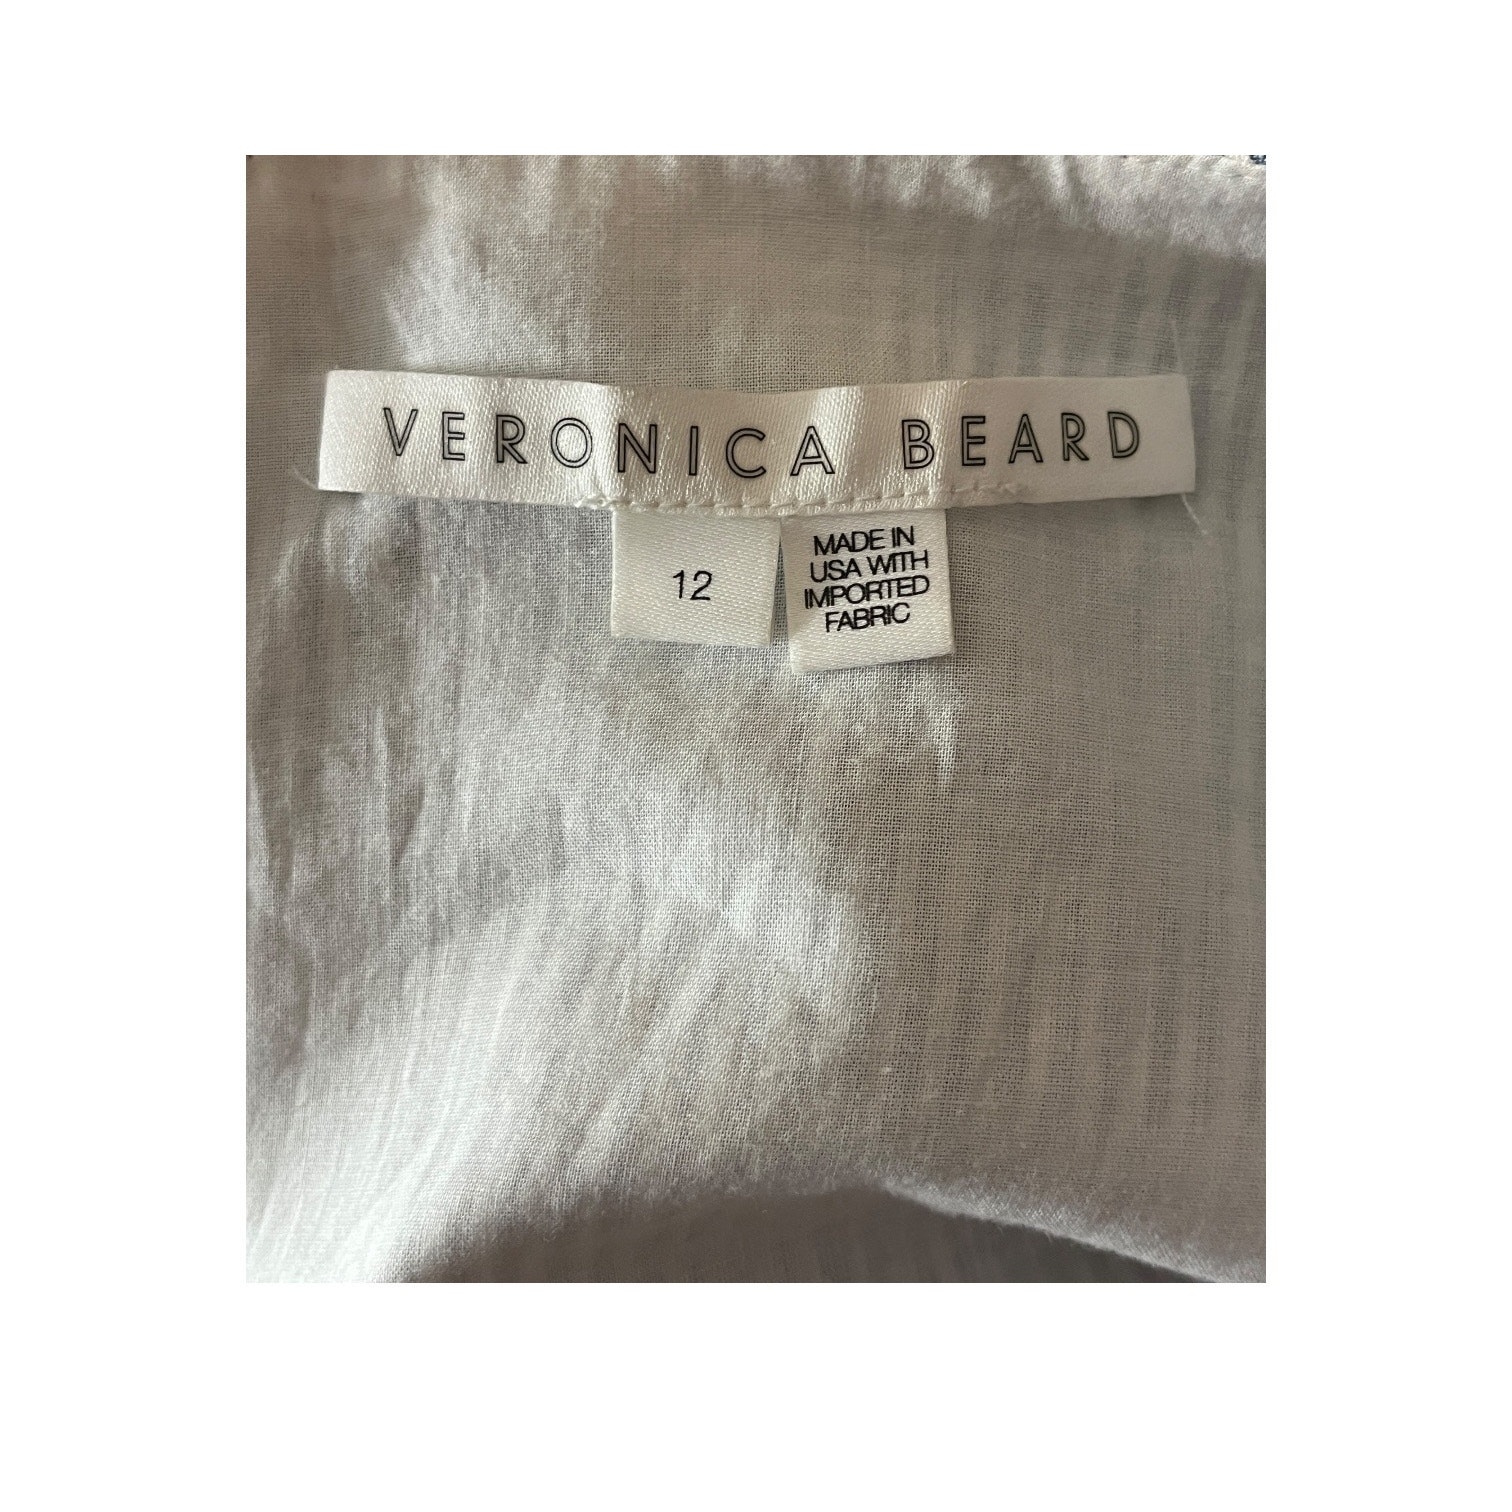 VERONICA BEARD
12
MADE IN
USA WITH
IMPORTED
FABRIC